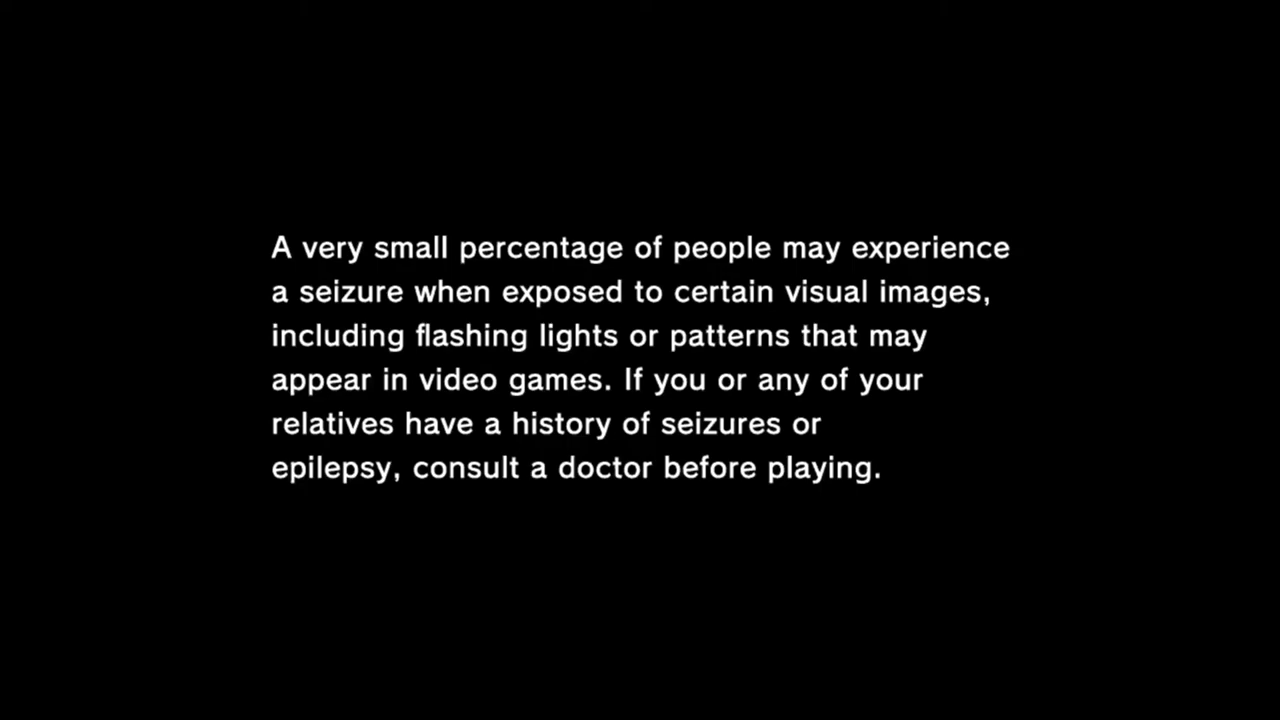 A very small percentage of people may experience
a seizure when exposed to certain visual images,
including flashing lights or patterns that may
appear in video games. If you or any of your
relatives have a history of seizures or
epilepsy, consult a doctor before playing.